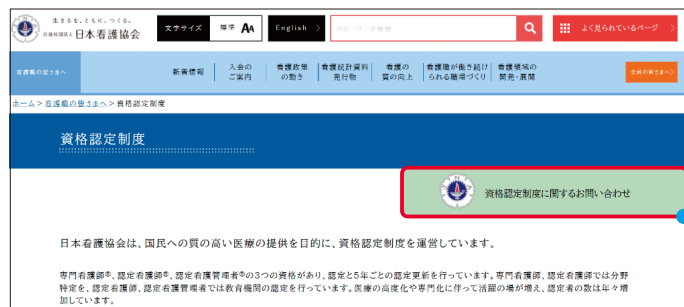 生きるを、ともに、つくる。
公益社団法人 日本看護協会
文字サイズ 標準 AA
English >
フリーワード検索
よく見られているページ >
看護職の皆さまへ
新着情報
入会の
ご案内
看護政策
の動き
看護統計資料
発行物
看護の
質の向上
看護職が働き続け
られる職場づくり
看護領域の
開発・展開
会員の皆さまへ>
ホーム > 看護職の皆さまへ > 資格認定制度
資格認定制度
資格認定制度に関するお問い合わせ
日本看護協会は、国民への質の高い医療の提供を目的に、資格認定制度を運営しています。
専門看護師®、認定看護師®、認定看護管理者®の3つの資格があり、認定と5年ごとの認定更新を行っています。専門看護師、認定看護師では分野
特定を、認定看護師、認定看護管理者では教育機関の認定を行っています。医療の高度化や専門化に伴って活躍の場が増え、認定者の数は年々増
加しています。